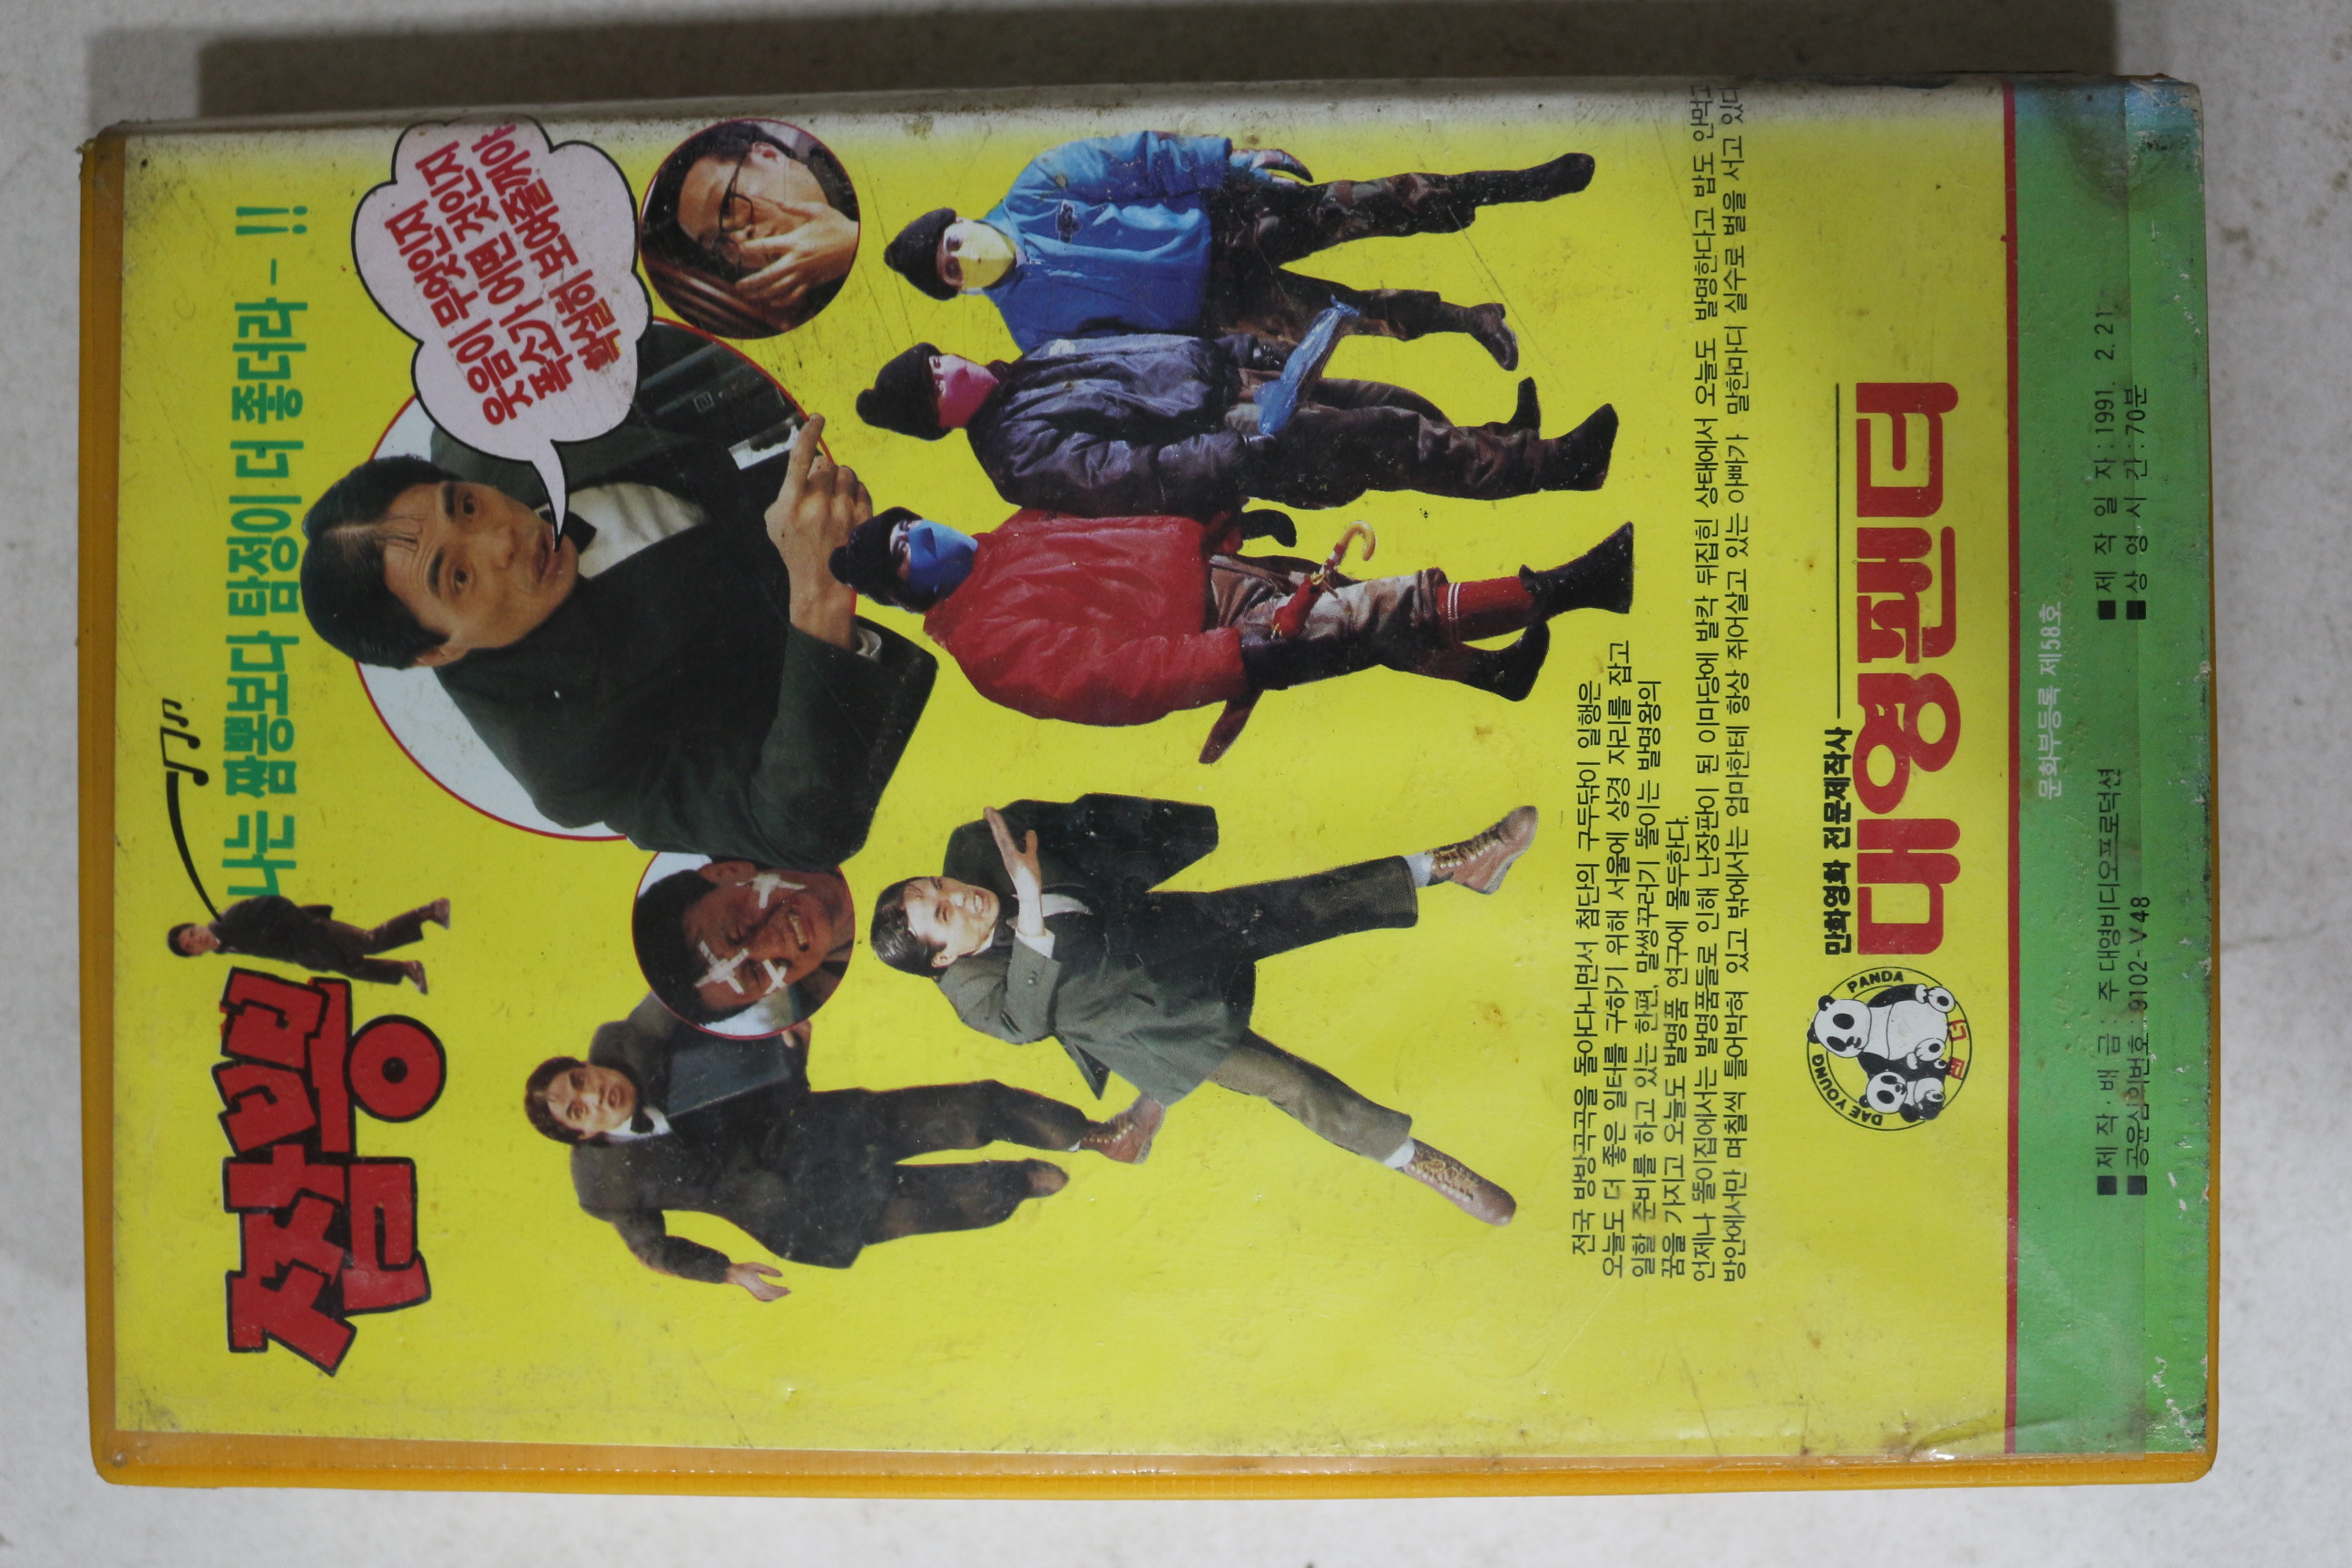 짬뽕
나는 짬뽕보다 탐정이 더 좋더라 - !!
웃음이 무엇인지
폭소가 어떤 것인지
확실히 보여줄꺼야
전국 방방곡곡을 돌아다니면서 첨단의 구두닦이 일행은
오늘도 더 좋은 일터를 구하기 위해 서울에 상경 자리를 잡고
일할 준비를 하고 있는 한편, 말썽꾸러기 똘이는 발명왕의
꿈을 가지고 오늘도 발명품 연구에 몰두한다.
언제나 똘이집에서는 발명품들로 인해 난장판이 된 이마당에 발칵 뒤집힌 상태에서 오늘도 발명한다고 밥도 안먹고
방안에서만 며칠씩 틀어박혀 있고 밖에서는 엄마한테 항상 쥐어살고 있는 아빠가 말한마디 실수로 벌을 서고 있다
DAE YOUNG PANDA
팬더
만화영화 전문제작사
대영팬더
문화부등록 제58호
■제작·배급: 주 대영비디오프로덕션
■제작일자:1991. 2. 21
■공윤심의번호: 9102-V48
■상영시간:70분